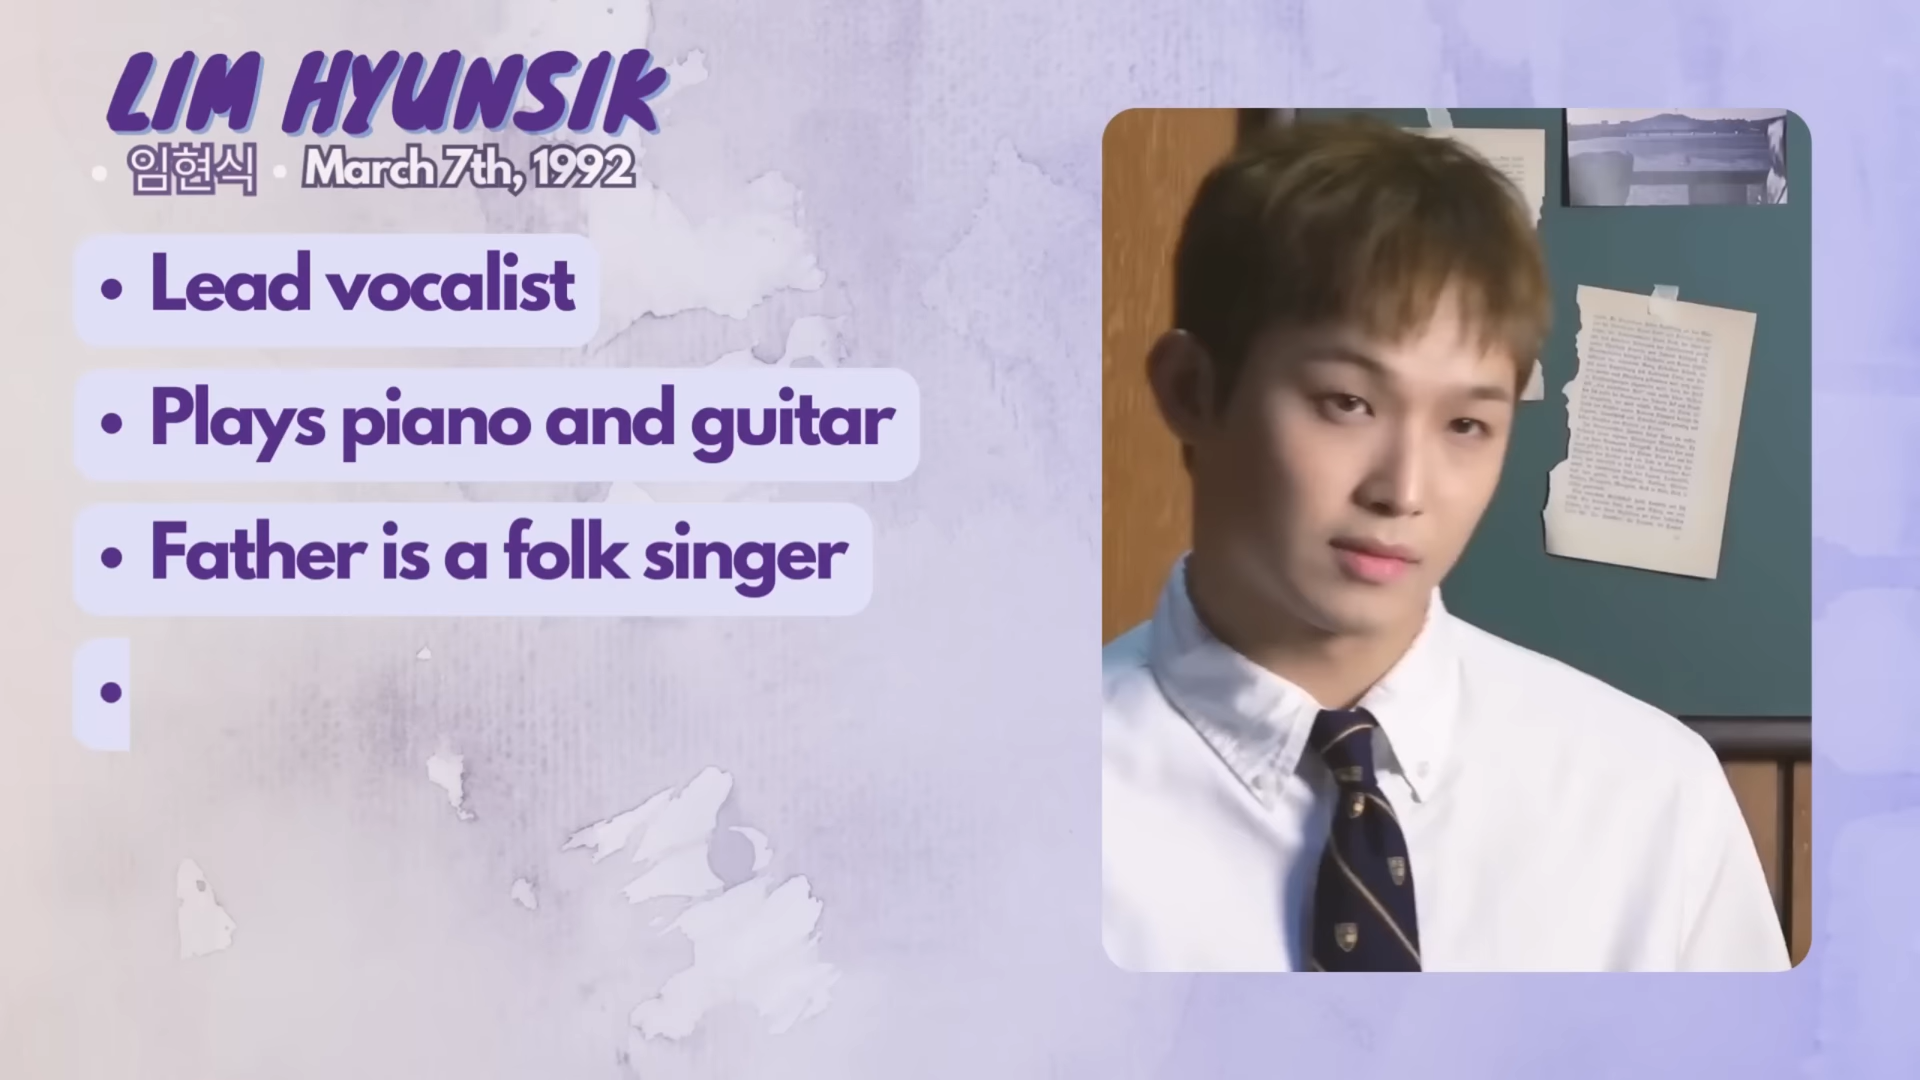 LIM HYUNSIK
• 임현식 • March 7th, 1992
• Lead vocalist
• Plays piano and guitar
• Father is a folk singer
•